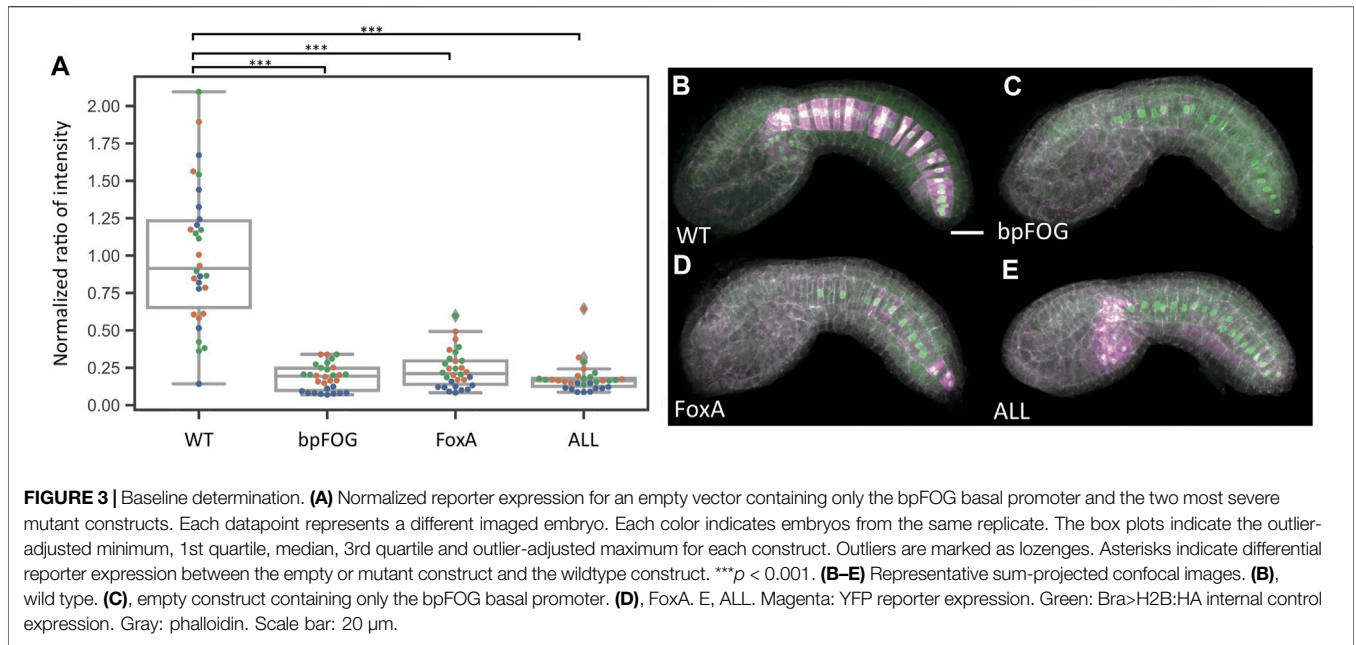 ***
***
***
A
Normalized ratio of intensity
2.00
1.75
1.50
1.25
1.00
0.75
0.50
0.25
0.00
WT
bpFOG
FoxA
ALL
B
WT
C
bpFOG
D
FoxA
E
ALL
FIGURE 3 | Baseline determination. (A) Normalized reporter expression for an empty vector containing only the bpFOG basal promoter and the two most severe
mutant constructs. Each datapoint represents a different imaged embryo. Each color indicates embryos from the same replicate. The box plots indicate the outlier-
adjusted minimum, 1st quartile, median, 3rd quartile and outlier-adjusted maximum for each construct. Outliers are marked as lozenges. Asterisks indicate differential
reporter expression between the empty or mutant construct and the wildtype construct. ***p < 0.001. (B–E) Representative sum-projected confocal images. (B),
wild type. (C), empty construct containing only the bpFOG basal promoter. (D), FoxA. E, ALL. Magenta: YFP reporter expression. Green: Bra>H2B:HA internal control
expression. Gray: phalloidin. Scale bar: 20 μm.